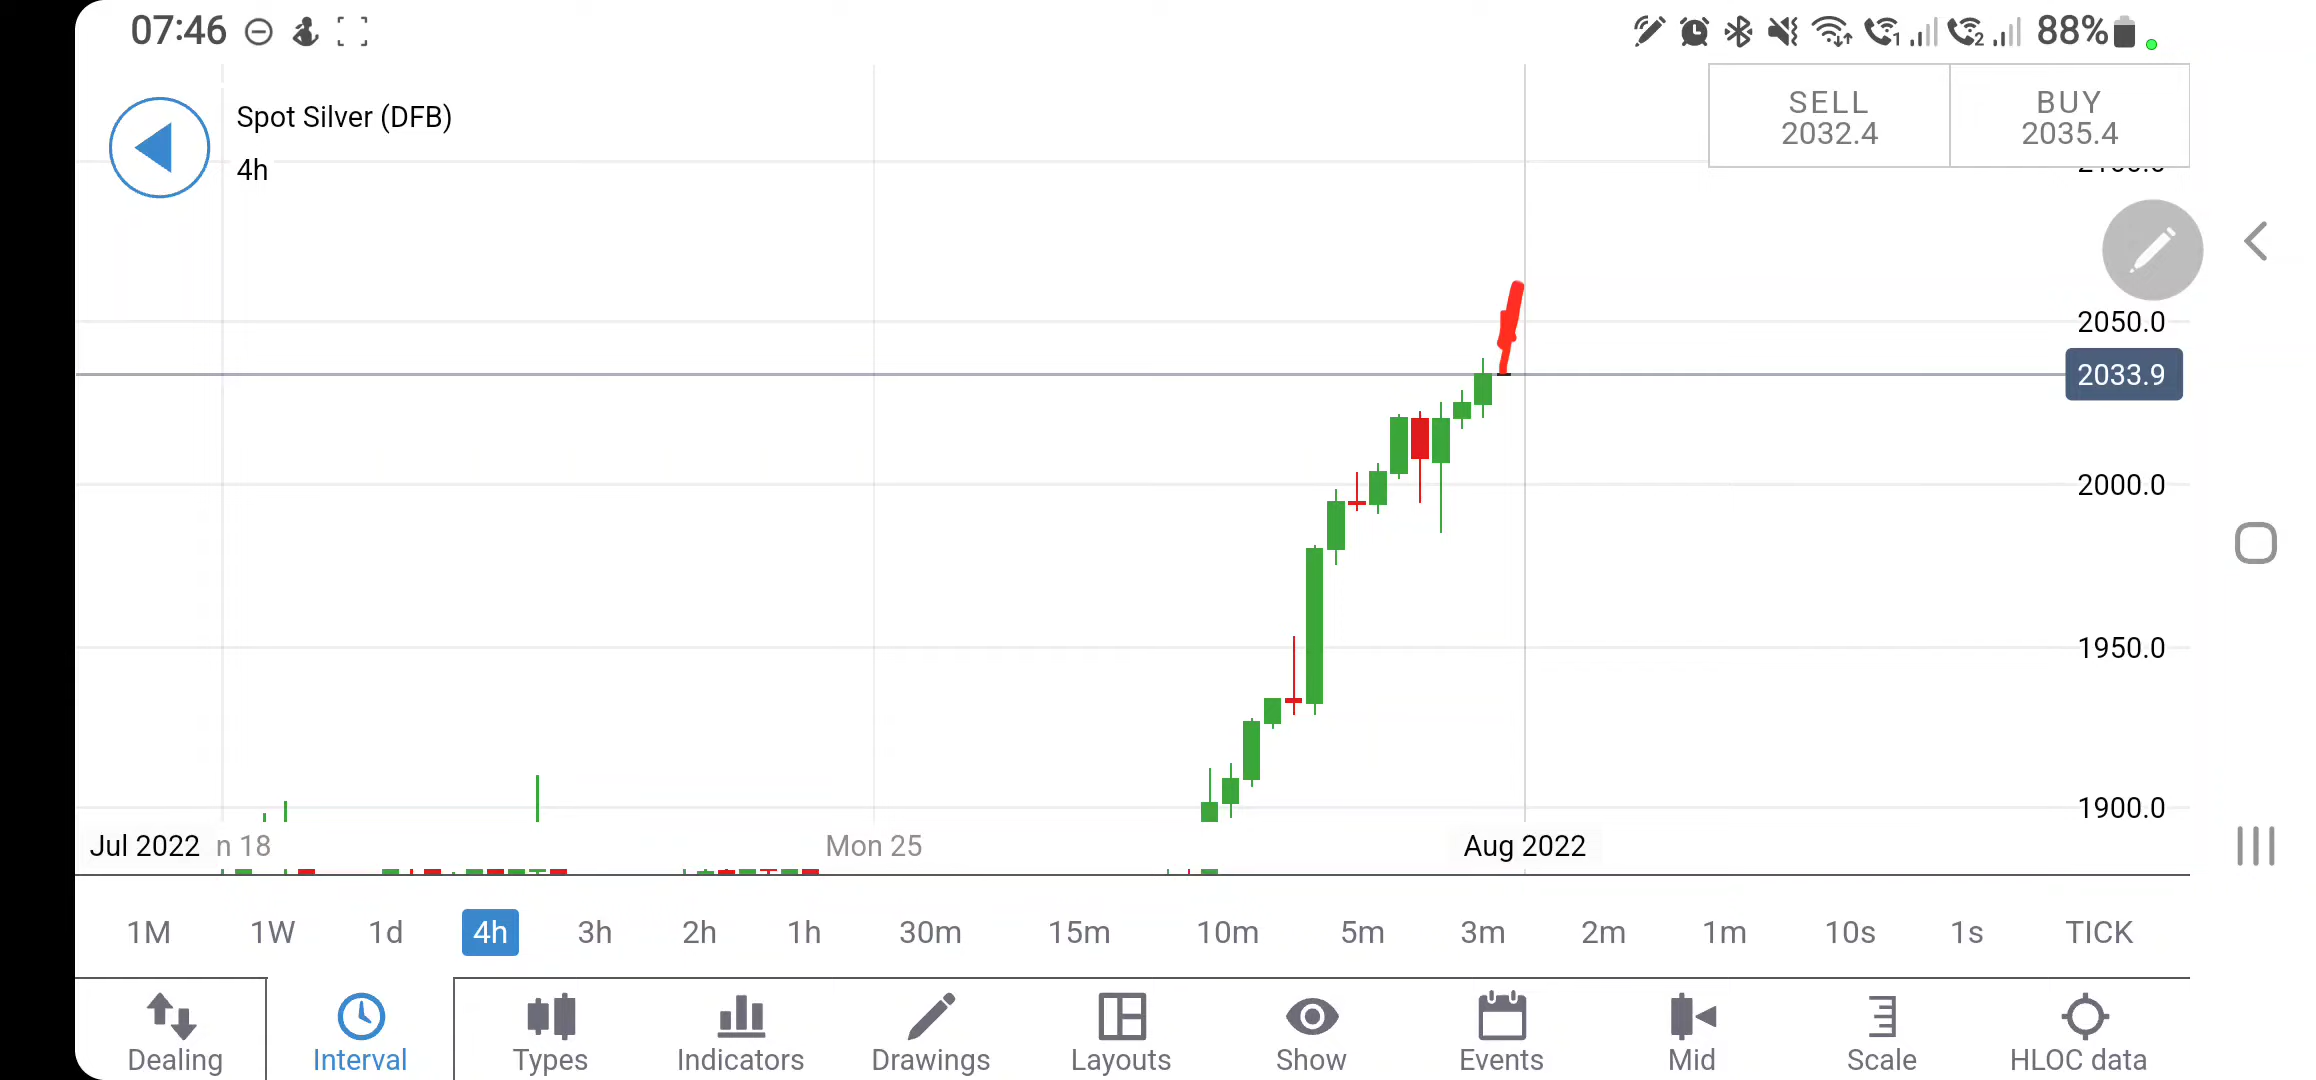 07:46
88%
Spot Silver (DFB)
4h
SELL
2032.4
BUY
2035.4
2050.0
2033.9
2000.0
1950.0
1900.0
Jul 2022
n 18
Mon 25
Aug 2022
1M 1W 1d 4h 3h 2h 1h 30m 15m 10m 5m 3m 2m 1m 10s 1s TICK
Dealing Interval Types Indicators Drawings Layouts Show Events Mid Scale HLOC data